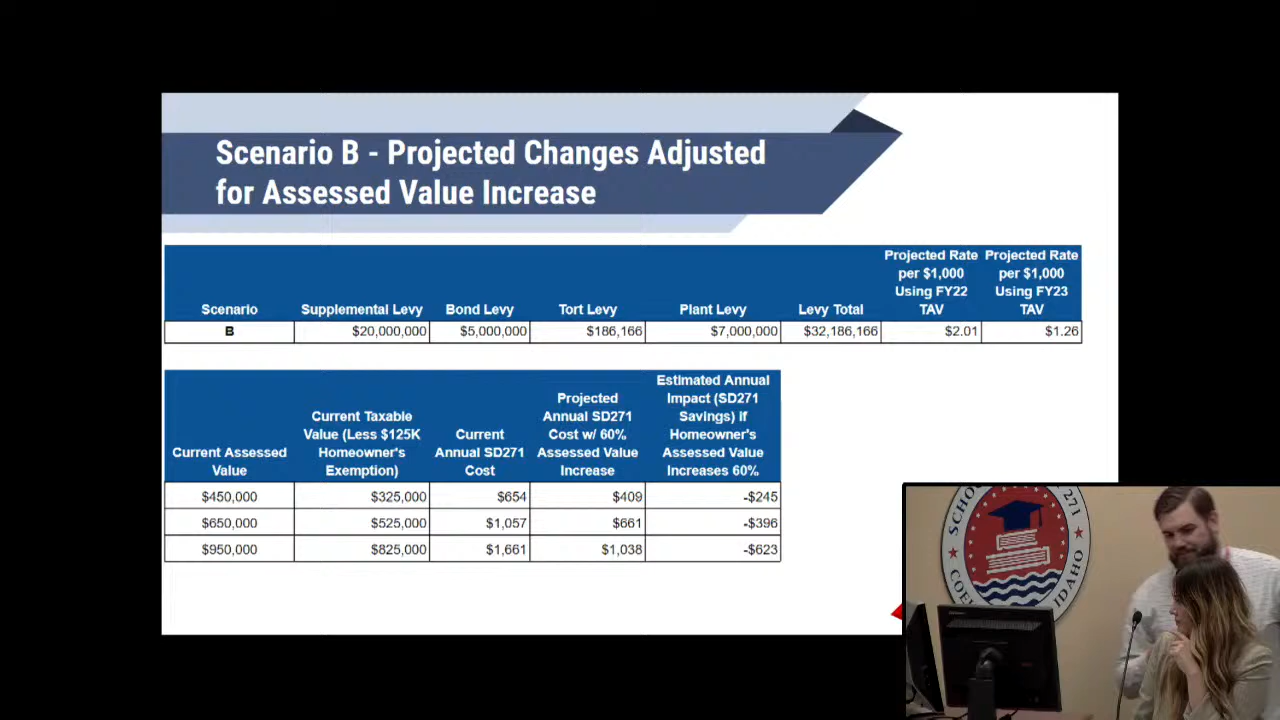 Scenario B - Projected Changes Adjusted
for Assessed Value Increase
Scenario Supplemental Levy Bond Levy Tort Levy Plant Levy Levy Total Projected Rate per $1,000 Using FY22 TAV Projected Rate per $1,000 Using FY23 TAV
B $20,000,000 $5,000,000 $186,166 $7,000,000 $32,186,166 $2.01 $1.26
Current Assessed Value Current Taxable Value (Less $125K Homeowner's Exemption) Current Annual SD271 Cost Projected Annual SD271 Cost w/ 60% Assessed Value Increase Estimated Annual Impact (SD271 Savings) If Homeowner's Assessed Value Increases 60%
$450,000 $325,000 $654 $409 -$245
$650,000 $525,000 $1,057 $661 -$396
$950,000 $825,000 $1,661 $1,038 -$623
271
IDAHO